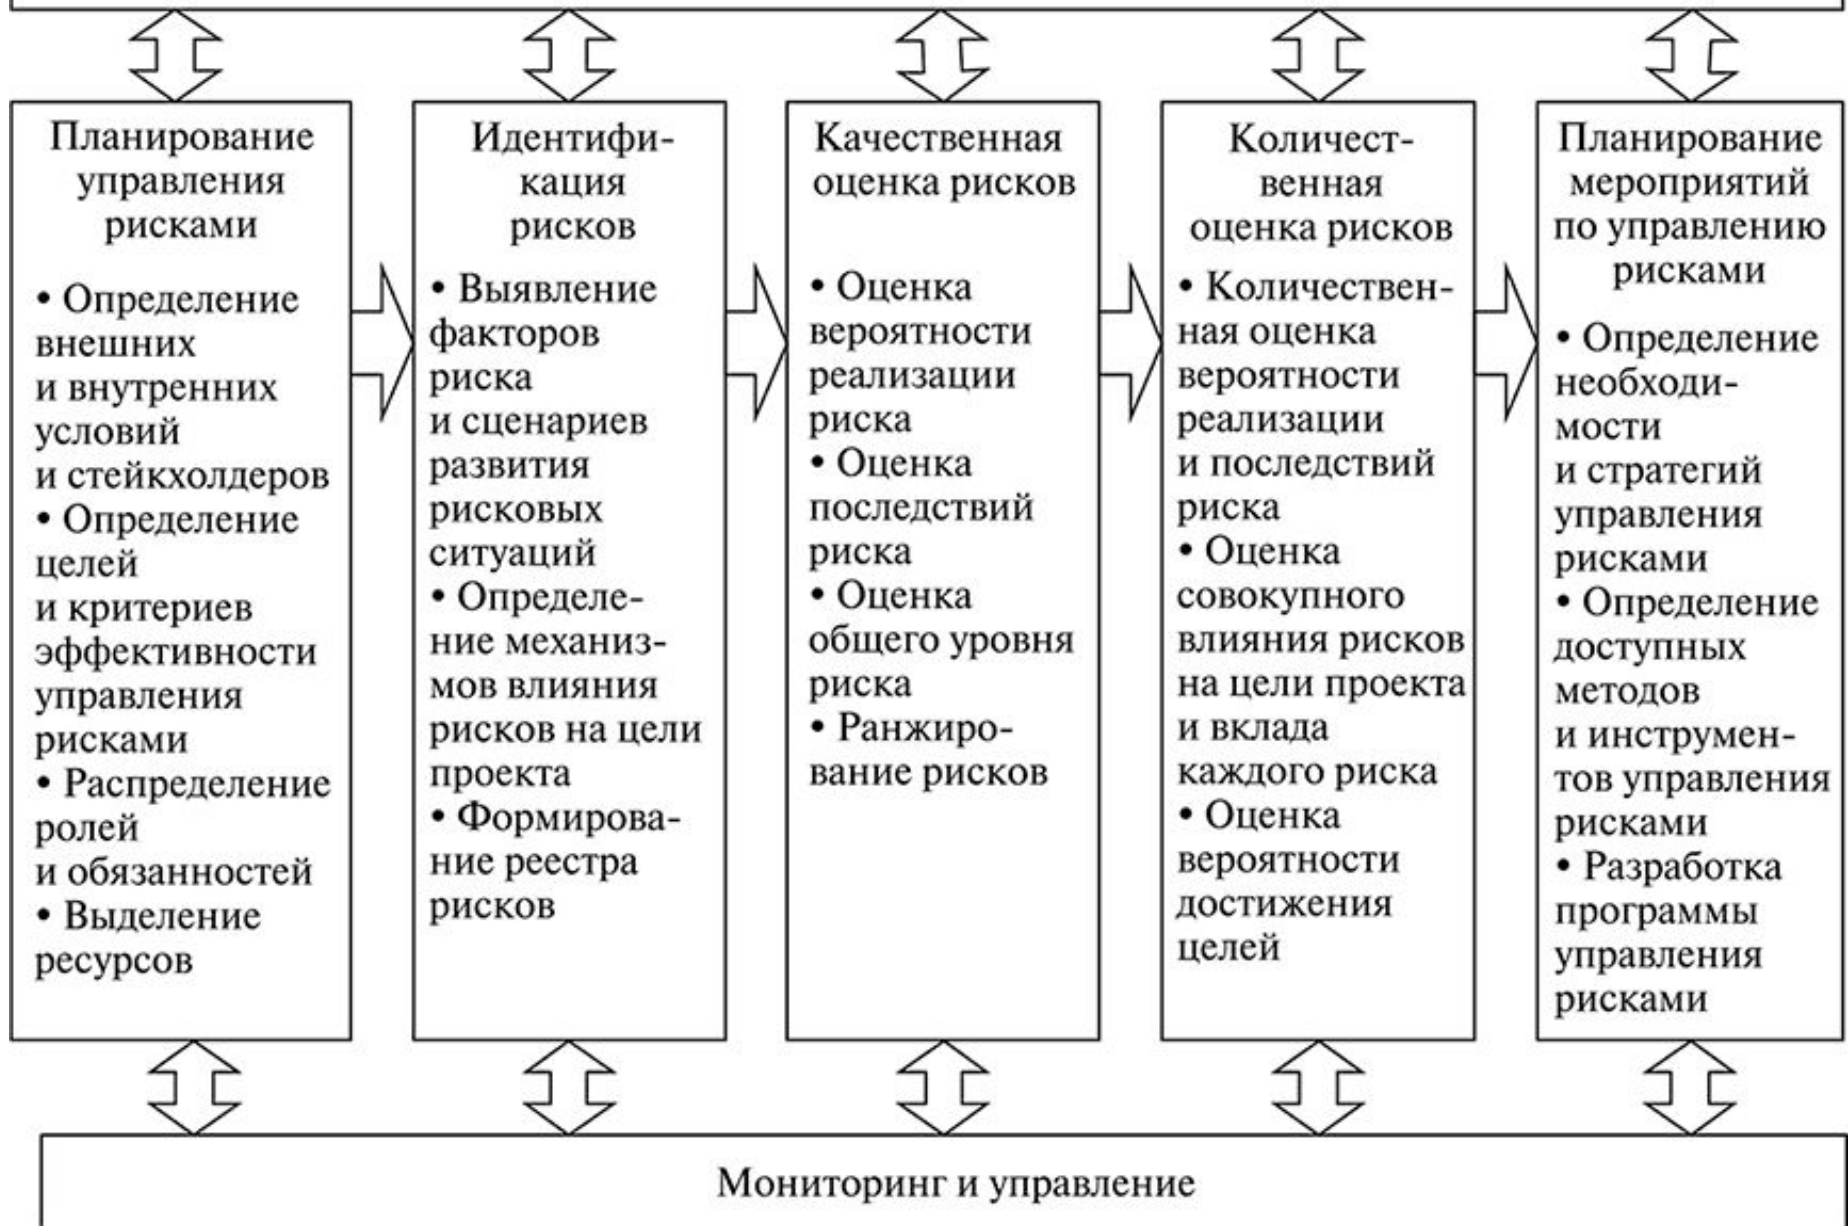 Планирование
управления
рисками
• Определение
внешних
и внутренних
условий
и стейкхолдеров
• Определение
целей
и критериев
эффективности
управления
рисками
• Распределение
ролей
и обязанностей
• Выделение
ресурсов
Идентифи-
кация
рисков
• Выявление
факторов
риска
и сценариев
развития
рисковых
ситуаций
• Определе-
ние механиз-
мов влияния
рисков на цели
проекта
• Формирова-
ние реестра
рисков
Качественная
оценка рисков
• Оценка
вероятности
реализации
риска
• Оценка
последствий
риска
• Оценка
общего уровня
риска
• Ранжиро-
вание рисков
Количест-
венная
оценка рисков
• Количествен-
ная оценка
вероятности
реализации
и последствий
риска
• Оценка
совокупного
влияния рисков
на цели проекта
и вклада
каждого риска
• Оценка
вероятности
достижения
целей
Планирование
мероприятий
по управлению
рисками
• Определение
необходи-
мости
и стратегий
управления
рисками
• Определение
доступных
методов
и инструмен-
тов управления
рисками
• Разработка
программы
управления
рисками
Мониторинг и управление